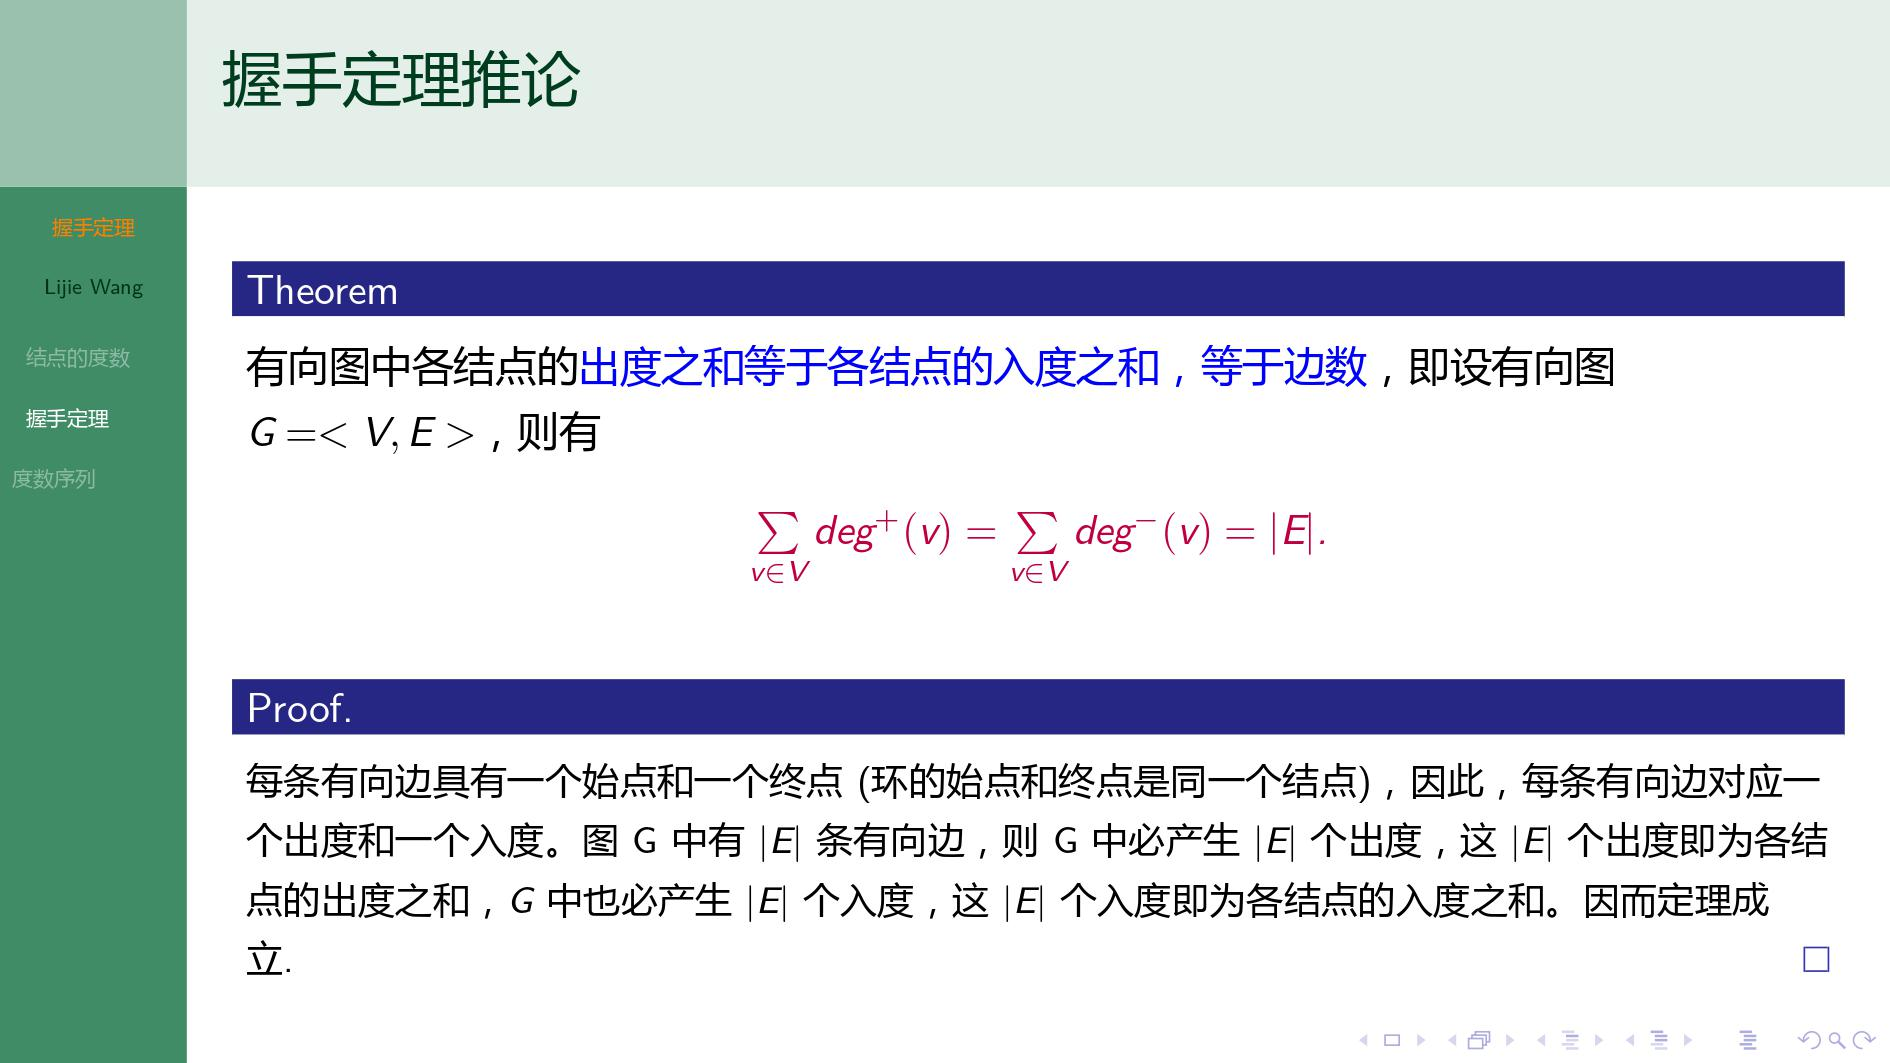 握手定理推论
握手定理
Lijie Wang
结点的度数
握手定理
度数序列
Theorem
有向图中各结点的出度之和等于各结点的入度之和，等于边数，即设有向图
G =< V, E >，则有
∑ deg⁺(v) = ∑ deg⁻(v) = |E|.
v∈V v∈V
Proof.
每条有向边具有一个始点和一个终点 (环的始点和终点是同一个结点)，因此，每条有向边对应一
个出度和一个入度。图 G 中有 |E| 条有向边，则 G 中必产生 |E| 个出度，这 |E| 个出度即为各结
点的出度之和，G 中也必产生 |E| 个入度，这 |E| 个入度即为各结点的入度之和。因而定理成
立.